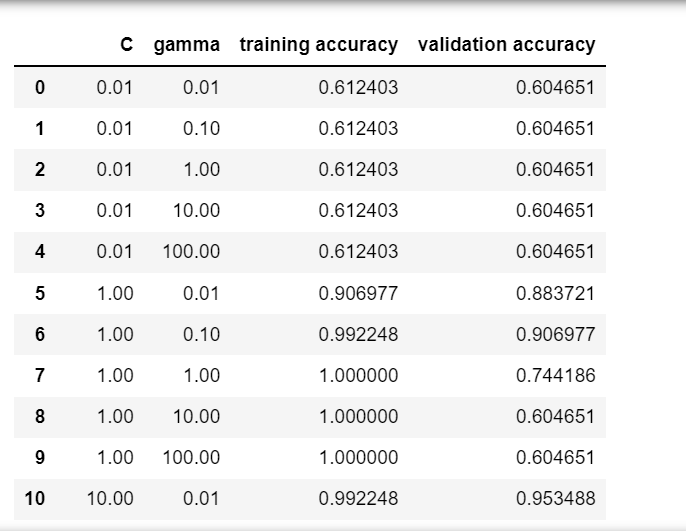 C gamma training accuracy validation accuracy
0 0.01 0.01 0.612403 0.604651
1 0.01 0.10 0.612403 0.604651
2 0.01 1.00 0.612403 0.604651
3 0.01 10.00 0.612403 0.604651
4 0.01 100.00 0.612403 0.604651
5 1.00 0.01 0.906977 0.883721
6 1.00 0.10 0.992248 0.906977
7 1.00 1.00 1.000000 0.744186
8 1.00 10.00 1.000000 0.604651
9 1.00 100.00 1.000000 0.604651
10 10.00 0.01 0.992248 0.953488